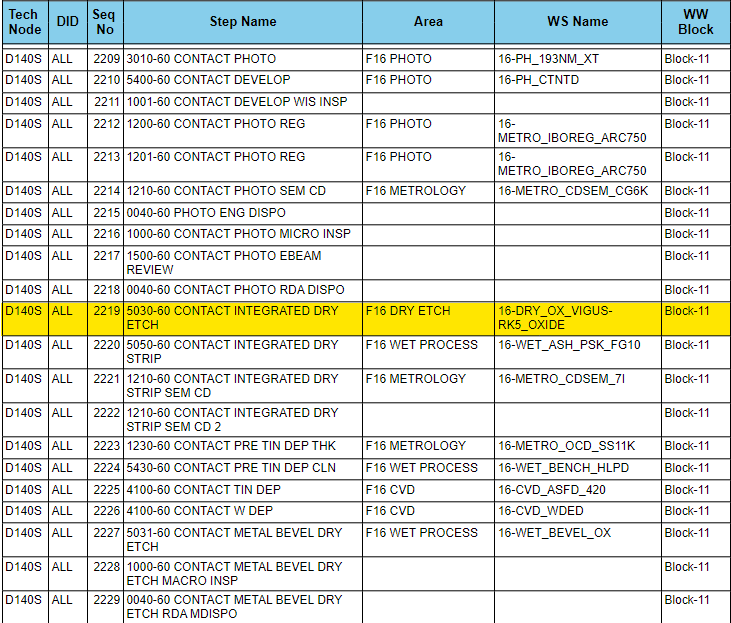 Tech Node DID Seq No Step Name Area WS Name WW Block
D140S ALL 2209 3010-60 CONTACT PHOTO F16 PHOTO 16-PH_193NM_XT Block-11
D140S ALL 2210 5400-60 CONTACT DEVELOP F16 PHOTO 16-PH_CTNTD Block-11
D140S ALL 2211 1001-60 CONTACT DEVELOP WIS INSP Block-11
D140S ALL 2212 1200-60 CONTACT PHOTO REG F16 PHOTO 16-
METRO_IBOREG_ARC750 Block-11
D140S ALL 2213 1201-60 CONTACT PHOTO REG F16 PHOTO 16-
METRO_IBOREG_ARC750 Block-11
D140S ALL 2214 1210-60 CONTACT PHOTO SEM CD F16 METROLOGY 16-METRO_CDSEM_CG6K Block-11
D140S ALL 2215 0040-60 PHOTO ENG DISPO Block-11
D140S ALL 2216 1000-60 CONTACT PHOTO MICRO INSP Block-11
D140S ALL 2217 1500-60 CONTACT PHOTO EBEAM
REVIEW Block-11
D140S ALL 2218 0040-60 CONTACT PHOTO RDA DISPO Block-11
D140S ALL 2219 5030-60 CONTACT INTEGRATED DRY
ETCH F16 DRY ETCH 16-DRY_OX_VIGUS-
RK5_OXIDE Block-11
D140S ALL 2220 5050-60 CONTACT INTEGRATED DRY
STRIP F16 WET PROCESS 16-WET_ASH_PSK_FG10 Block-11
D140S ALL 2221 1210-60 CONTACT INTEGRATED DRY
STRIP SEM CD F16 METROLOGY 16-METRO_CDSEM_7I Block-11
D140S ALL 2222 1210-60 CONTACT INTEGRATED DRY
STRIP SEM CD 2 Block-11
D140S ALL 2223 1230-60 CONTACT PRE TIN DEP THK F16 METROLOGY 16-METRO_OCD_SS11K Block-11
D140S ALL 2224 5430-60 CONTACT PRE TIN DEP CLN F16 WET PROCESS 16-WET_BENCH_HLPD Block-11
D140S ALL 2225 4100-60 CONTACT TIN DEP F16 CVD 16-CVD_ASFD_420 Block-11
D140S ALL 2226 4100-60 CONTACT W DEP F16 CVD 16-CVD_WDED Block-11
D140S ALL 2227 5031-60 CONTACT METAL BEVEL DRY
ETCH F16 WET PROCESS 16-WET_BEVEL_OX Block-11
D140S ALL 2228 1000-60 CONTACT METAL BEVEL DRY
ETCH MACRO INSP Block-11
D140S ALL 2229 0040-60 CONTACT METAL BEVEL DRY
ETCH RDA MDISPO Block-11